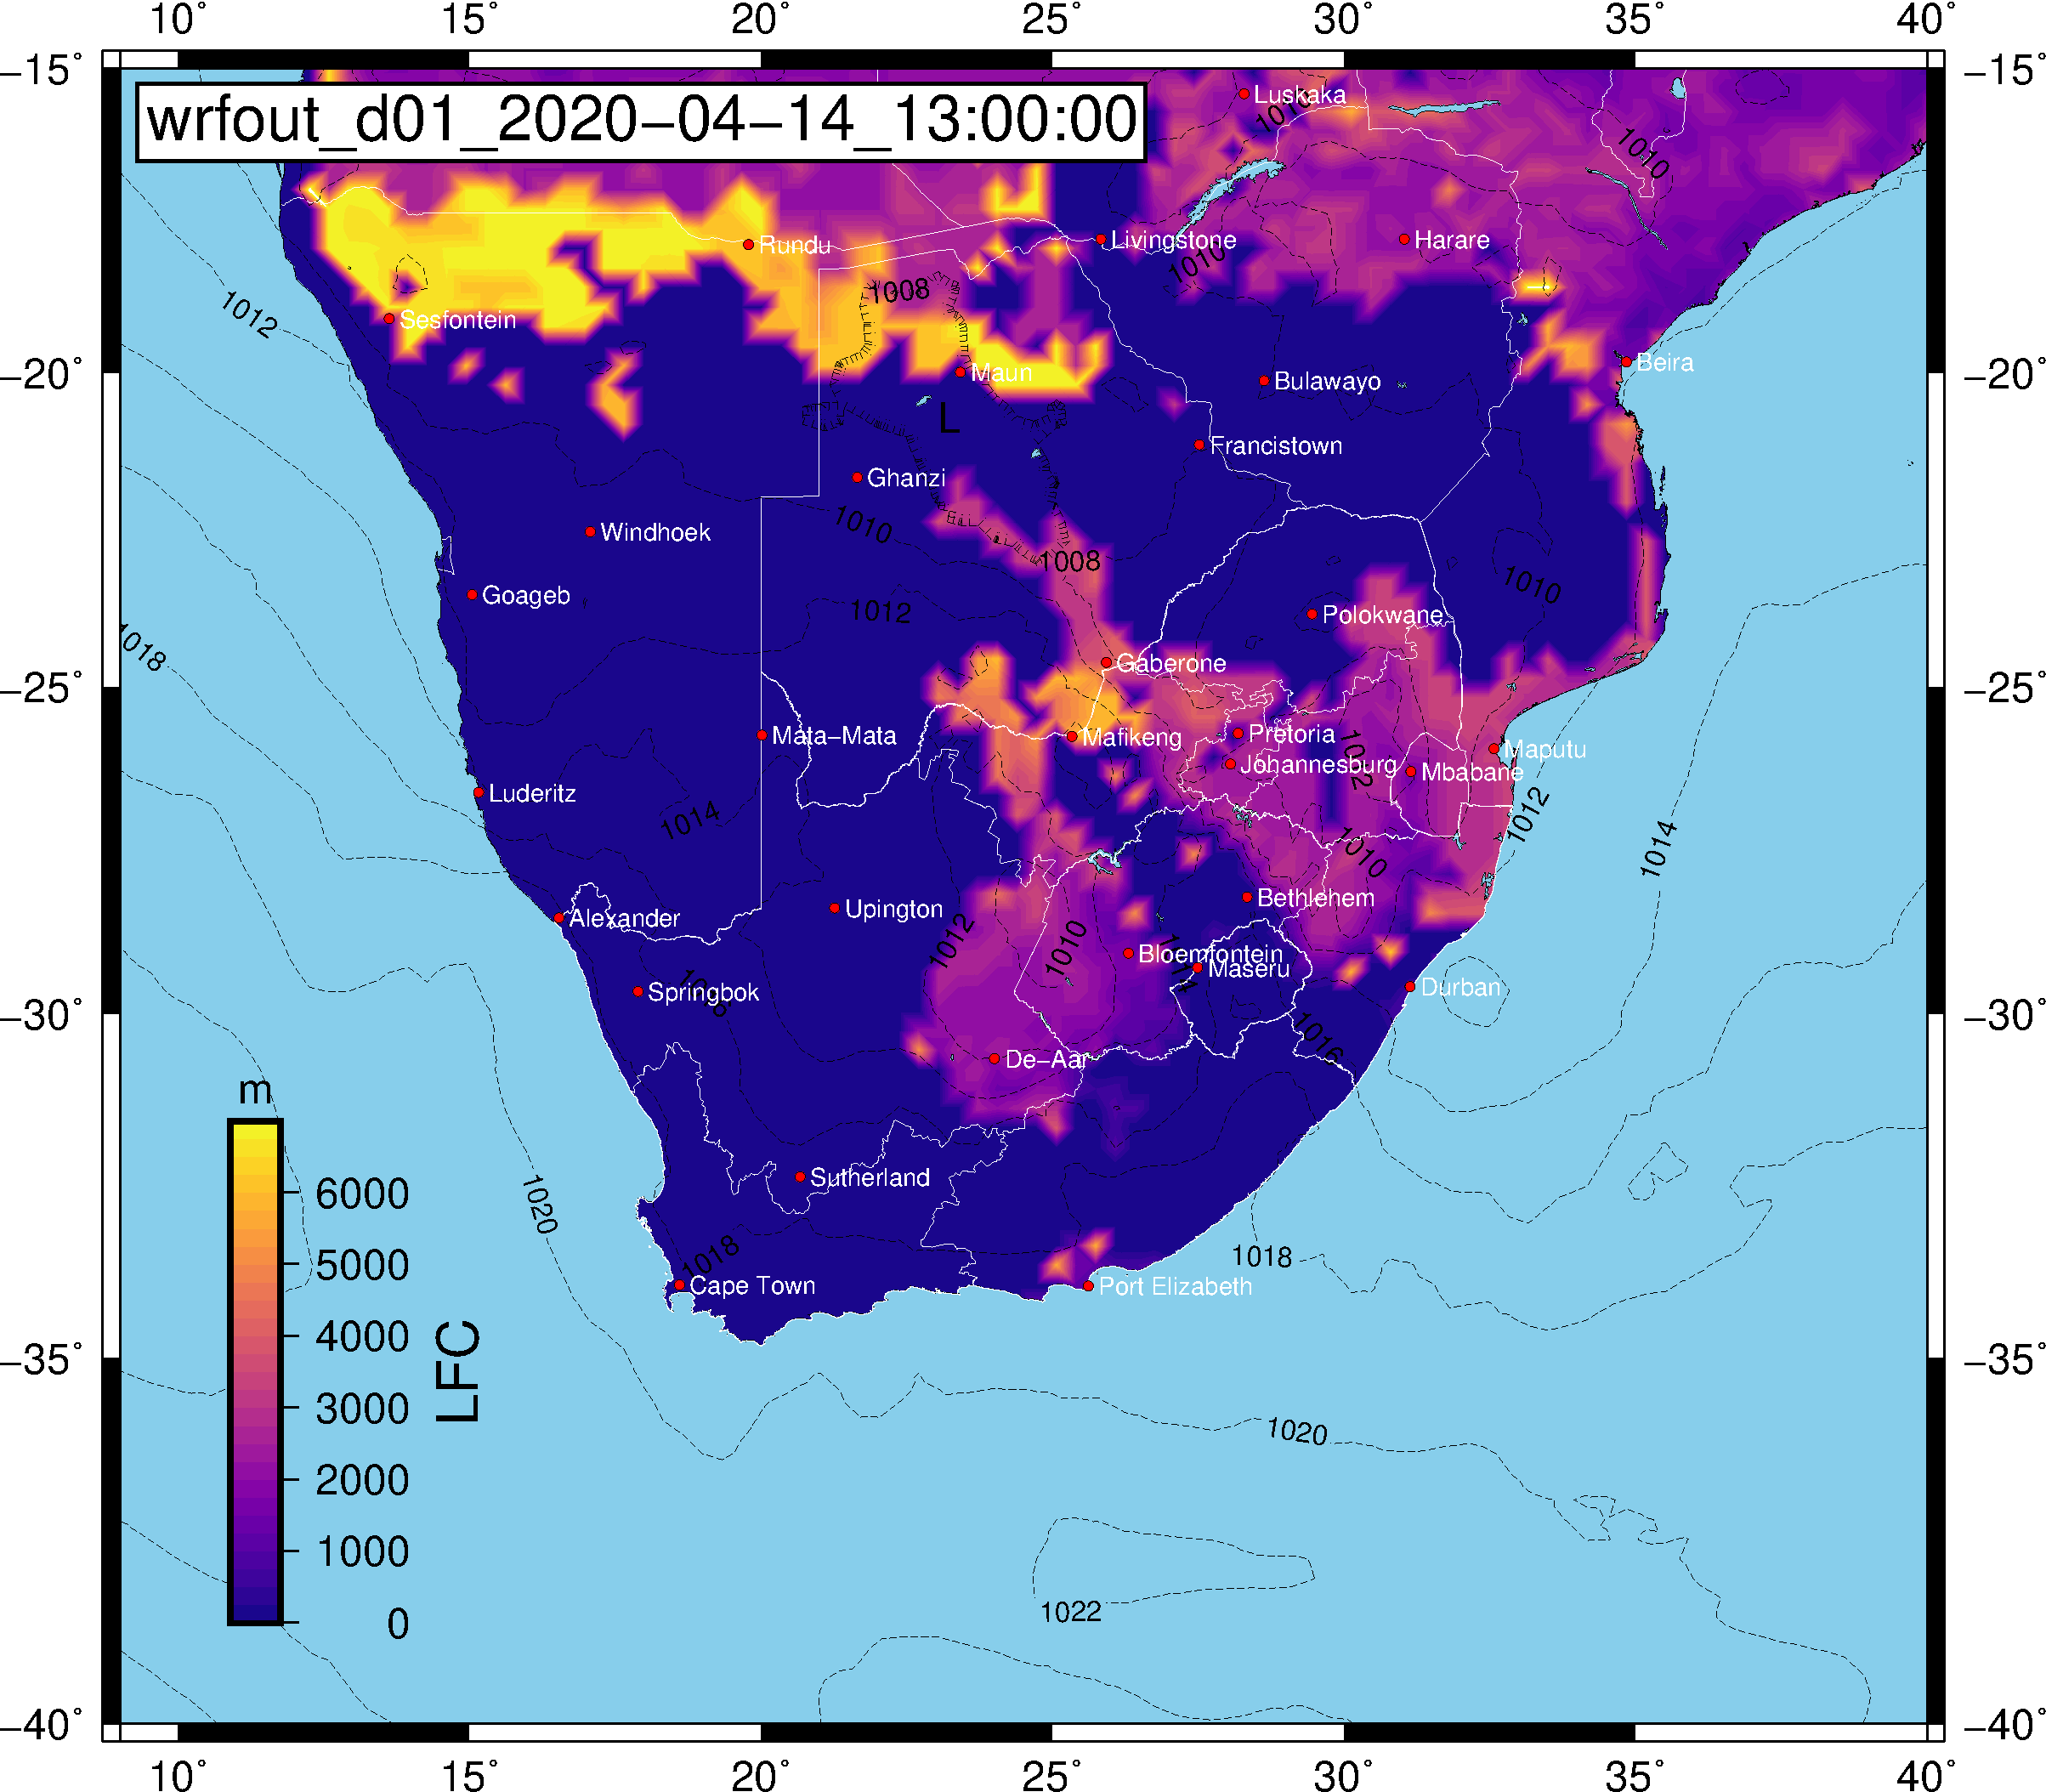 10° 15° 20° 25° 30° 35° 40°
−15° −15°
wrfout_d01_2020−04−14_13:00:00
Luskaka
1010
1010
Rundu
Livingstone
Harare
1010
1008
1012
Sesfontein
−20° −20°
Maun
Beira
Bulawayo
L
Francistown
Ghanzi
1010
Windhoek
1008
1010
Goageb
1012
Polokwane
1018
Gaberone
−25° −25°
Mata−Mata
Mafikeng
Pretoria
Johannesburg
1012
Mbabane
Maputu
Luderitz
1014
1012
1014
1010
Bethlehem
Alexander
Upington
1012
1010
Bloemfontein
Maseru
Springbok
Durban
−30° −30°
1016
De−Aar
m
Sutherland
1020
6000
5000
4000
3000
2000
1000
0
LFC
1018
1018
Cape Town
Port Elizabeth
−35° −35°
1020
1022
−40° −40°
10° 15° 20° 25° 30° 35° 40°